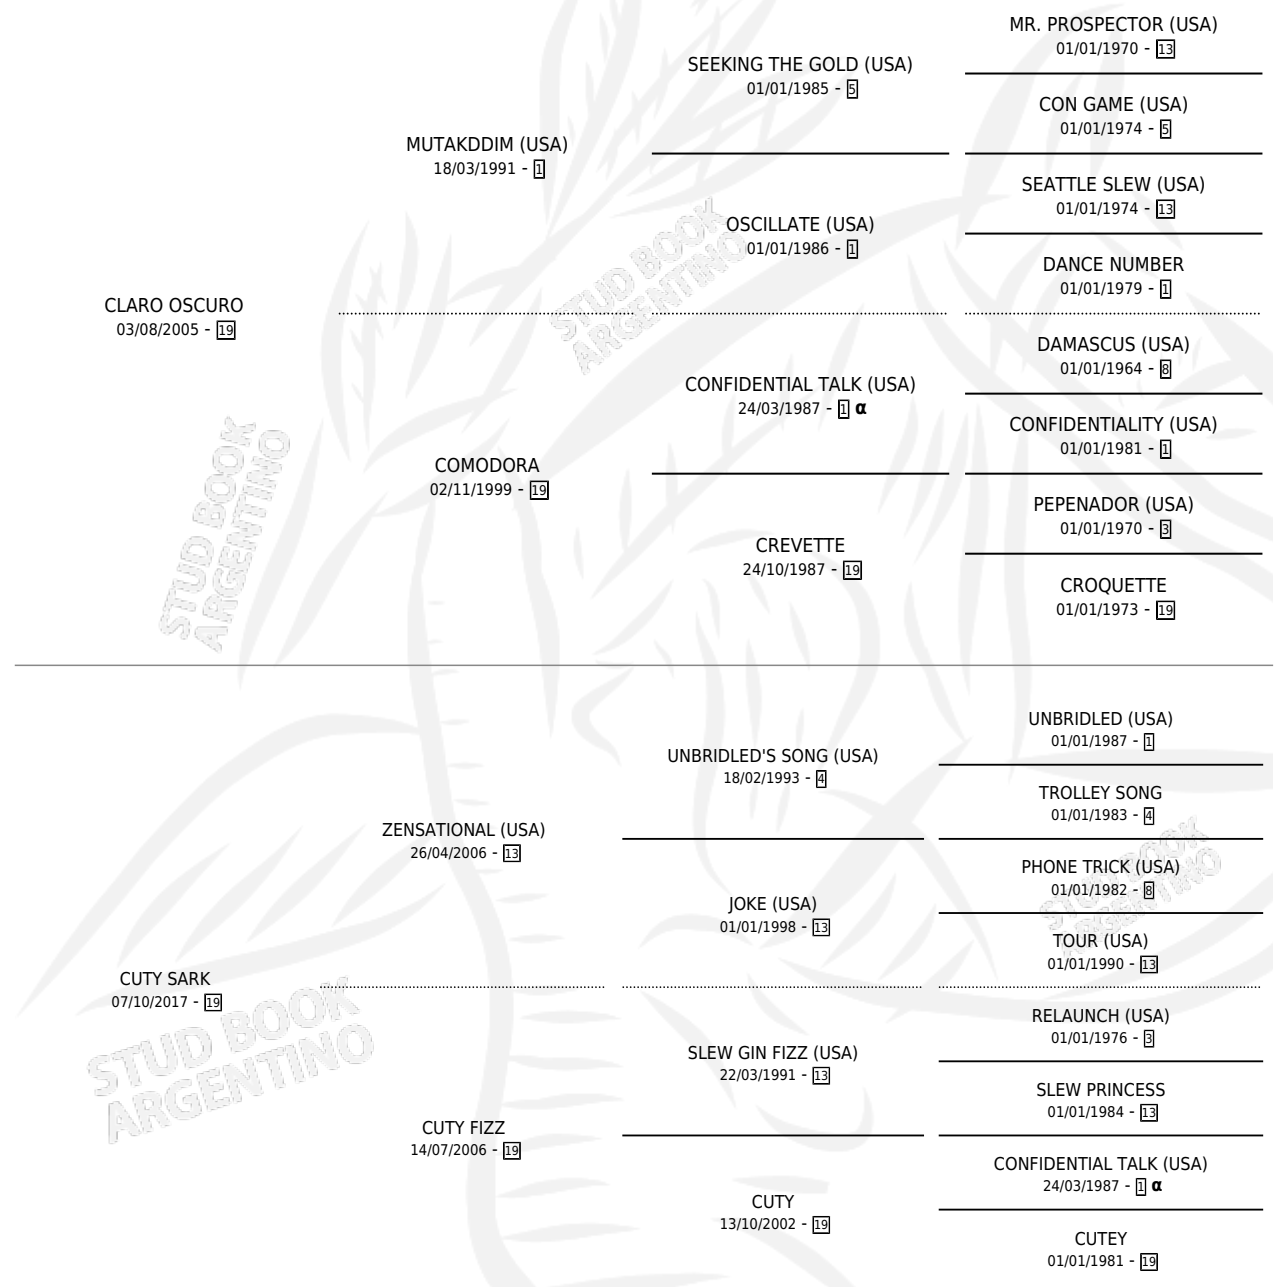 MR. PROSPECTOR (USA)
01/01/1970 - 13
SEEKING THE GOLD (USA)
01/01/1985 - 5
CON GAME (USA)
01/01/1974 - 5
MUTAKDDIM (USA)
18/03/1991 - 1
SEATTLE SLEW (USA)
01/01/1974 - 13
OSCILLATE (USA)
01/01/1986 - 1
DANCE NUMBER
01/01/1979 - 1
CLARO OSCURO
03/08/2005 - 19
DAMASCUS (USA)
01/01/1964 - 8
CONFIDENTIAL TALK (USA)
24/03/1987 - 1 α
CONFIDENTIALITY (USA)
01/01/1981 - 1
COMODORA
02/11/1999 - 19
PEPENADOR (USA)
01/01/1970 - 3
CREVETTE
24/10/1987 - 19
CROQUETTE
01/01/1973 - 19
STUD BOOK
ARGENTINO
STUD BOOK
ARGENTINO
UNBRIDLED (USA)
01/01/1987 - 1
UNBRIDLED'S SONG (USA)
18/02/1993 - 4
TROLLEY SONG
01/01/1983 - 4
ZENSATIONAL (USA)
26/04/2006 - 13
PHONE TRICK (USA)
01/01/1982 - 8
JOKE (USA)
01/01/1998 - 13
TOUR (USA)
01/01/1990 - 13
CUTY SARK
07/10/2017 - 19
RELAUNCH (USA)
01/01/1976 - 3
SLEW GIN FIZZ (USA)
22/03/1991 - 13
SLEW PRINCESS
01/01/1984 - 13
CUTY FIZZ
14/07/2006 - 19
CONFIDENTIAL TALK (USA)
24/03/1987 - 1 α
CUTY
13/10/2002 - 19
CUTEY
01/01/1981 - 19
STUD BOOK
ARGENTINO
STUD BOOK
ARGENTINO